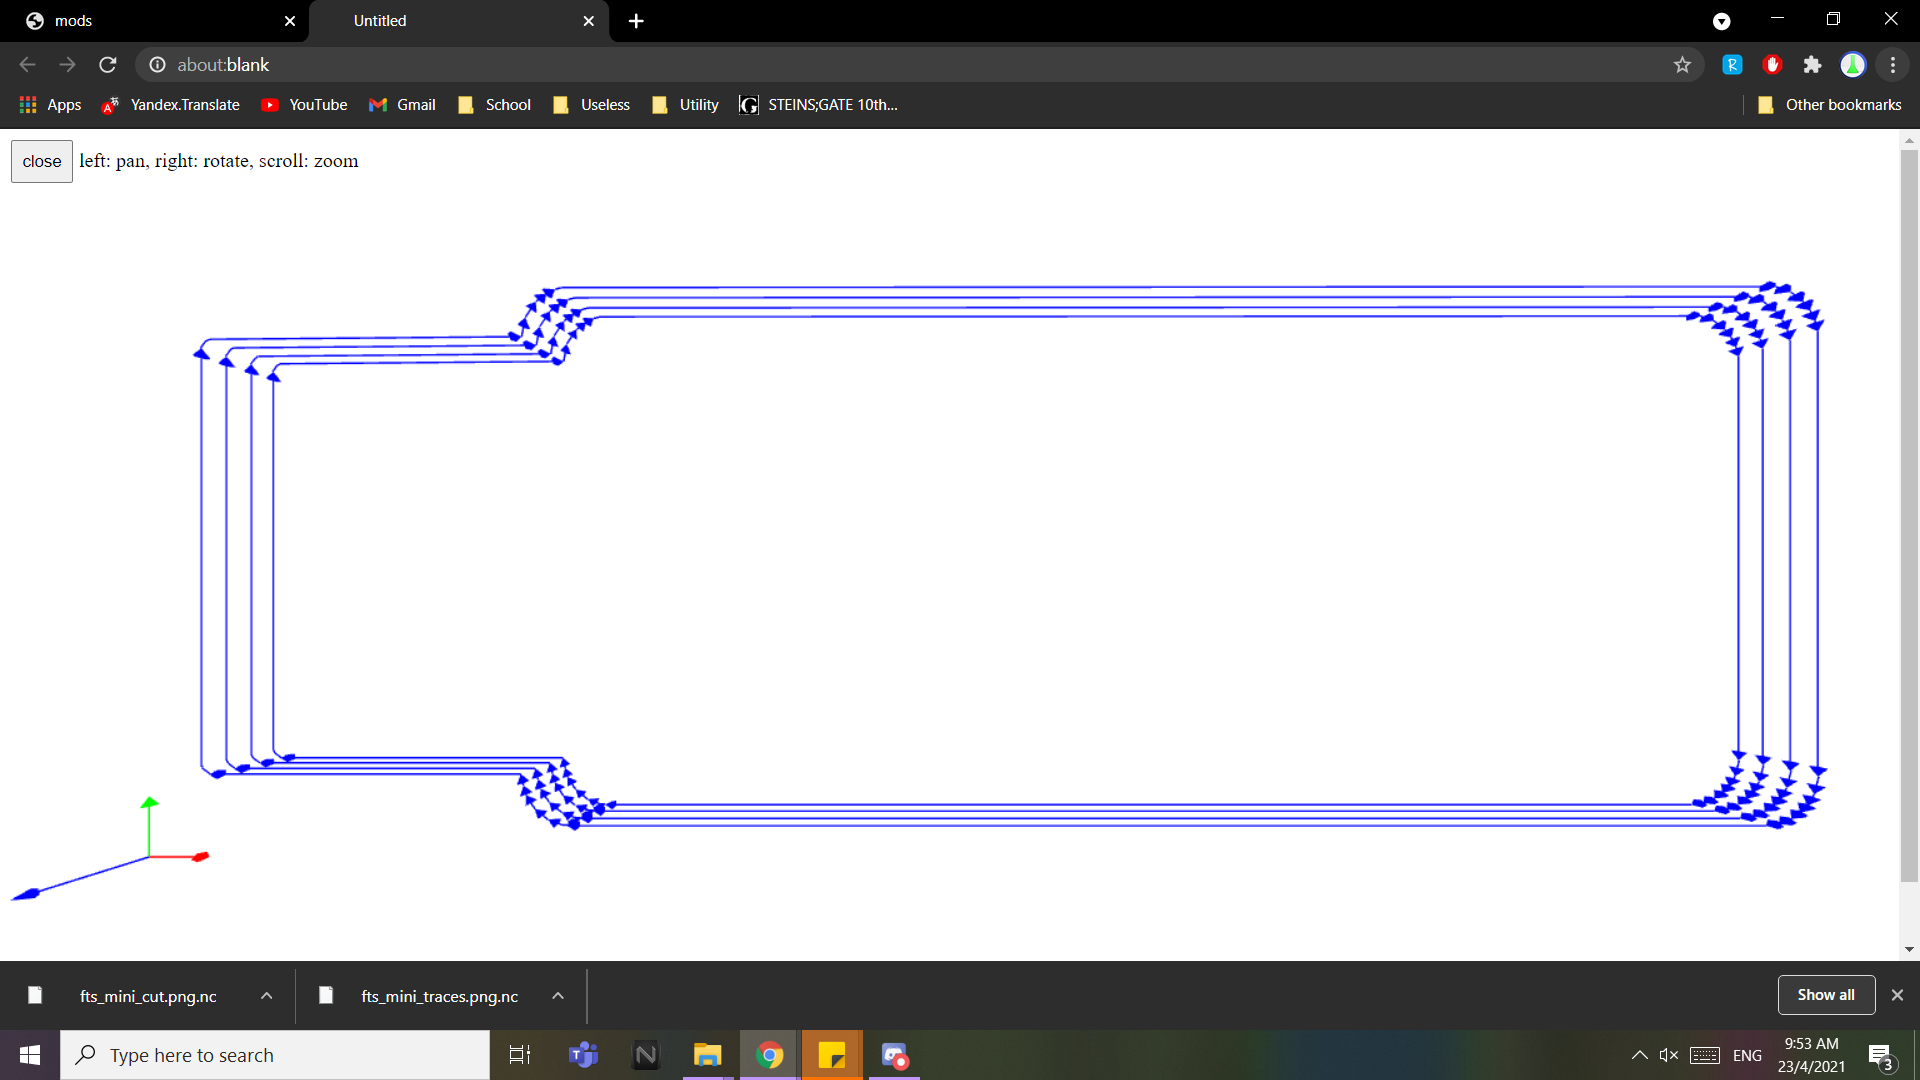 mods
Untitled
about:blank
Apps
Yandex.Translate
YouTube
Gmail
School
Useless
Utility
STEINS;GATE 10th...
Other bookmarks
close
left: pan, right: rotate, scroll: zoom
fts_mini_cut.png.nc
fts_mini_traces.png.nc
Show all
Type here to search
ENG
9:53 AM
23/4/2021
3